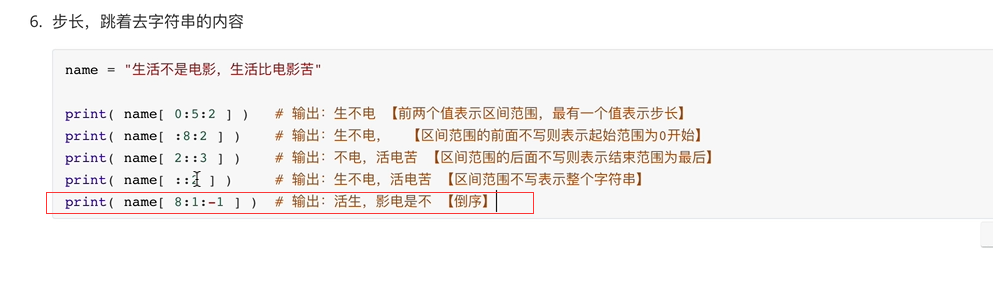 6. 步长，跳着去字符串的内容
name = "生活不是电影，生活比电影苦"
print( name[ 0:5:2 ] )   # 输出：生不电 【前两个值表示区间范围，最有一个值表示步长】
print( name[ :8:2 ] )    # 输出：生不电，  【区间范围的前面不写则表示起始范围为0开始】
print( name[ 2::3 ] )    # 输出：不电，活电苦 【区间范围的后面不写则表示结束范围为最后】
print( name[ :: ] )      # 输出：生不电，活电苦 【区间范围不写表示整个字符串】
print( name[ 8:1:-1 ] )  # 输出：活生，影电是不 【倒序】